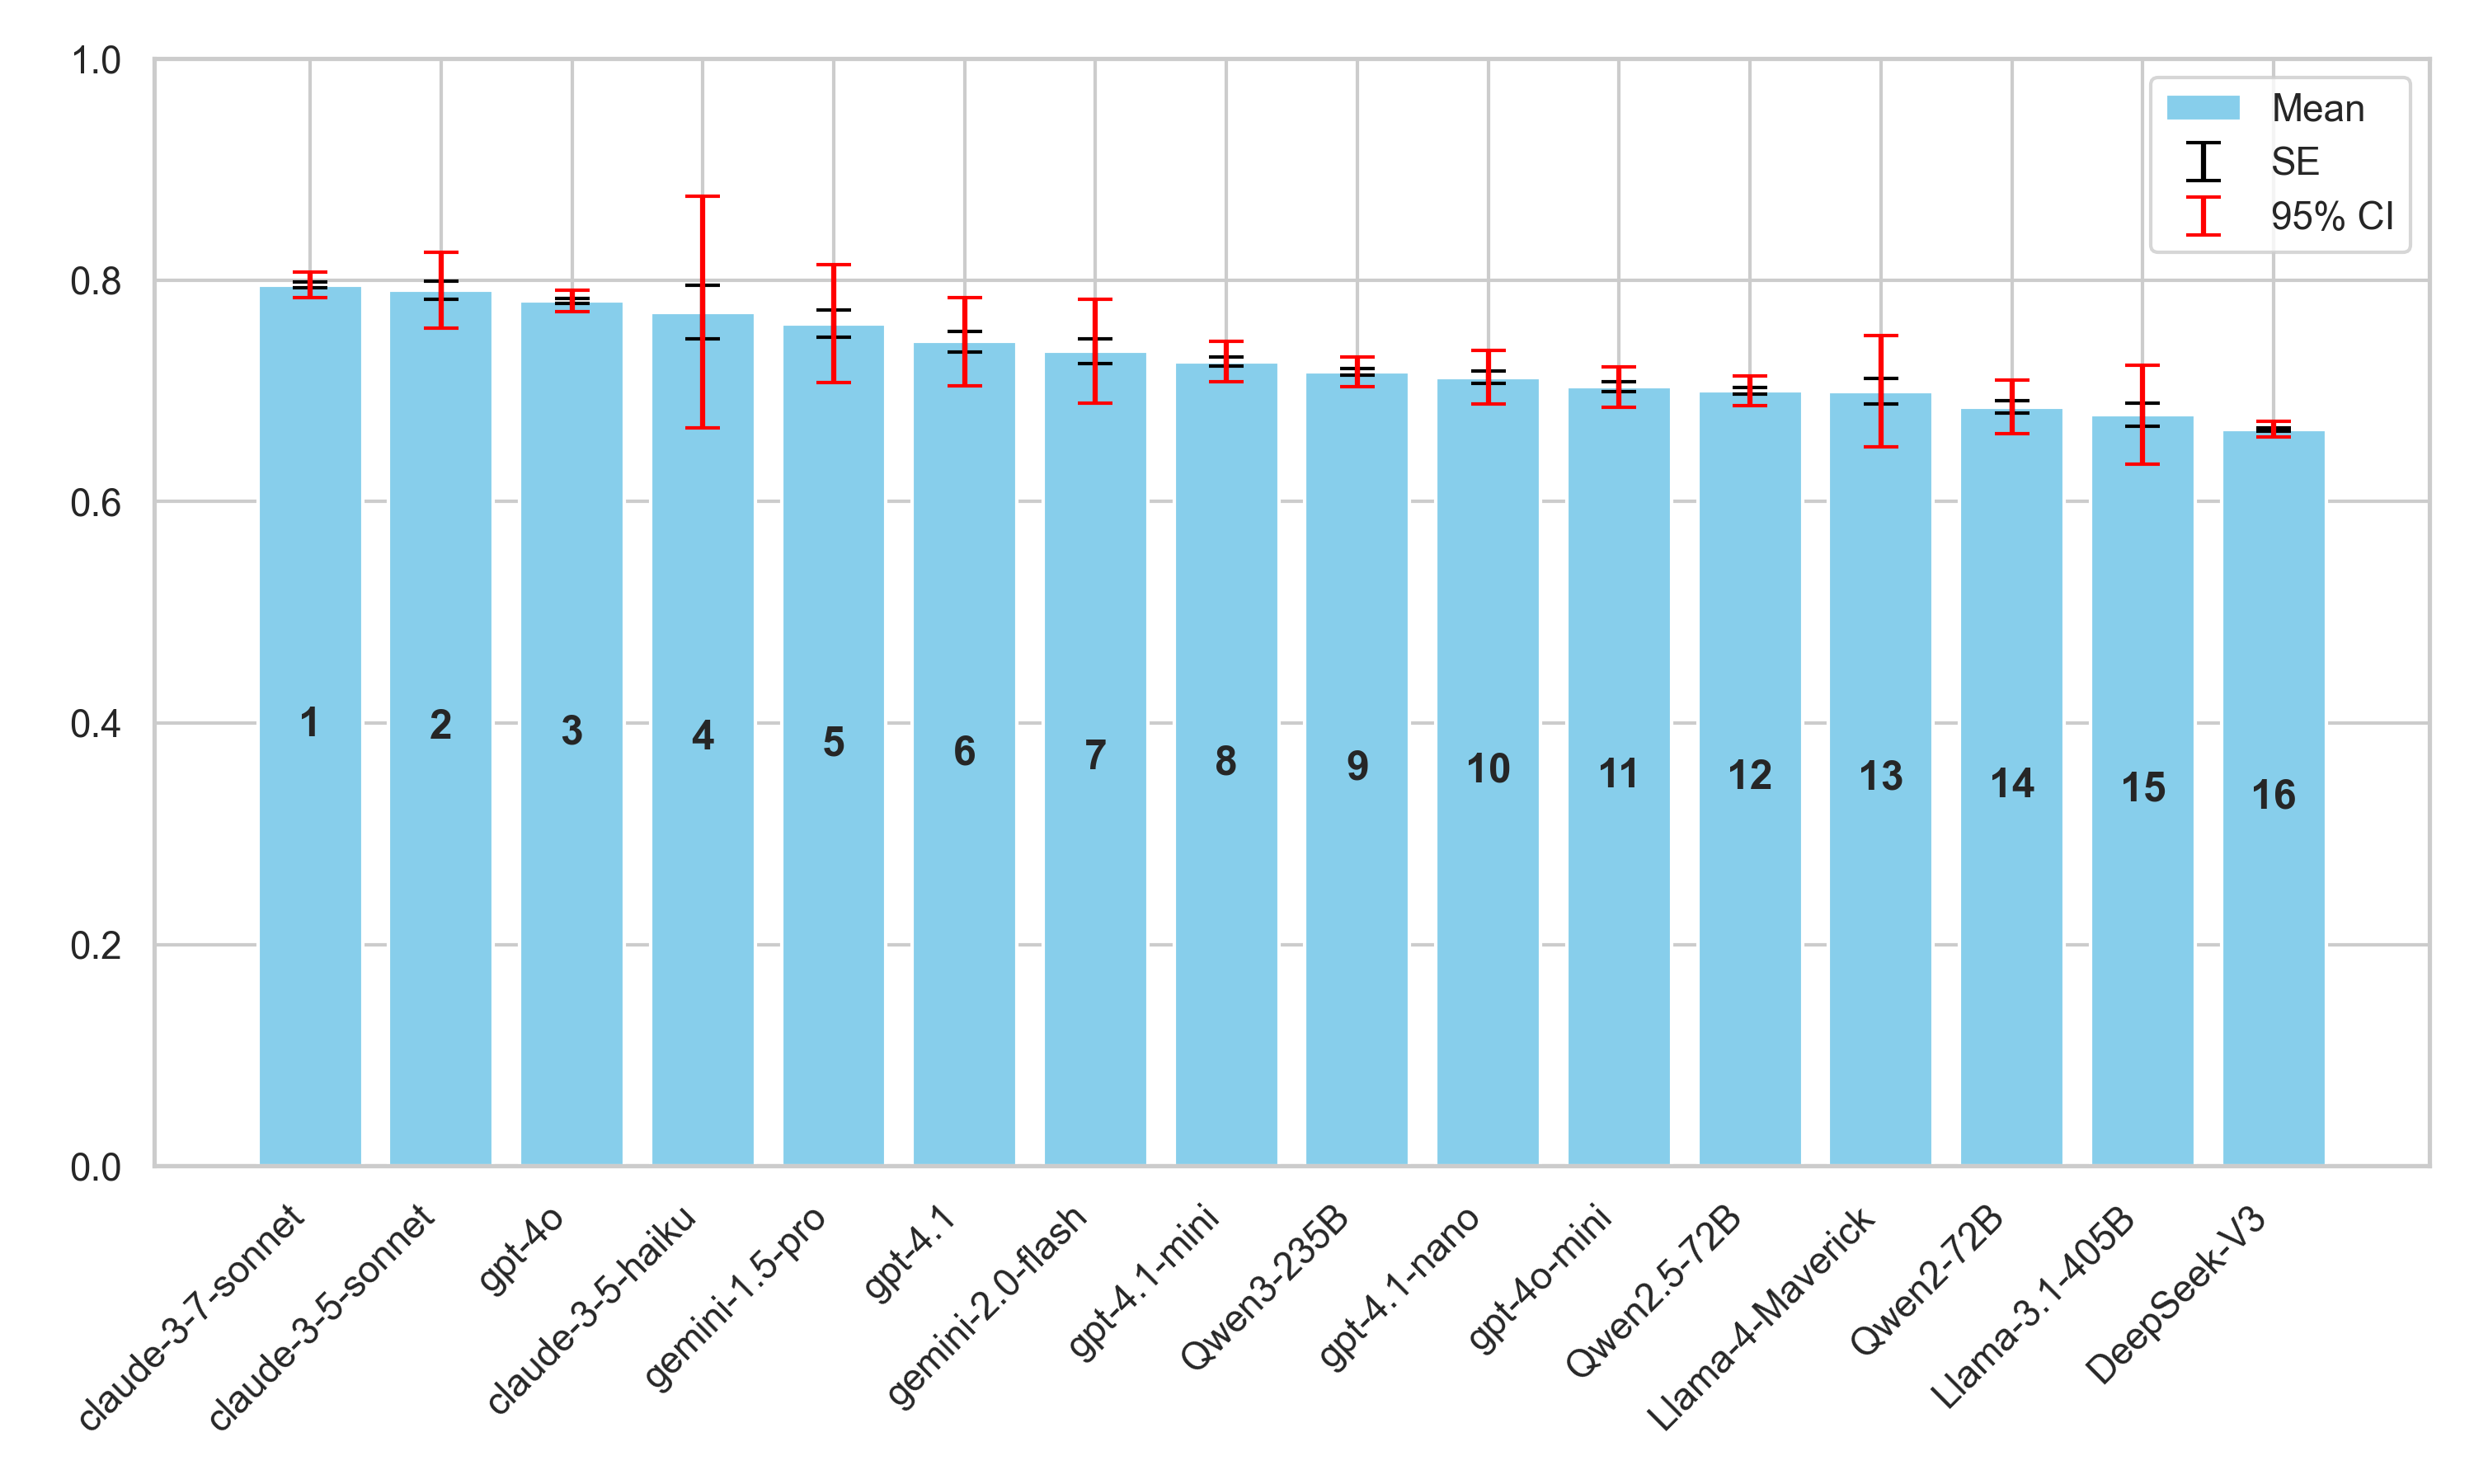 1.0
0.8
0.6
0.4
0.2
0.0
Mean
SE
95% CI
1
2
3
4
5
6
7
8
9
10
11
12
13
14
15
16
claude-3-7-sonnet
claude-3-5-sonnet
gpt-4o
claude-3-5-haiku
gemini-1.5-pro
gpt-4.1
gemini-2.0-flash
gpt-4.1-mini
Qwen3-235B
gpt-4.1-nano
gpt-4o-mini
Qwen2.5-72B
Llama-4-Maverick
Qwen2-72B
Llama-3.1-405B
DeepSeek-V3